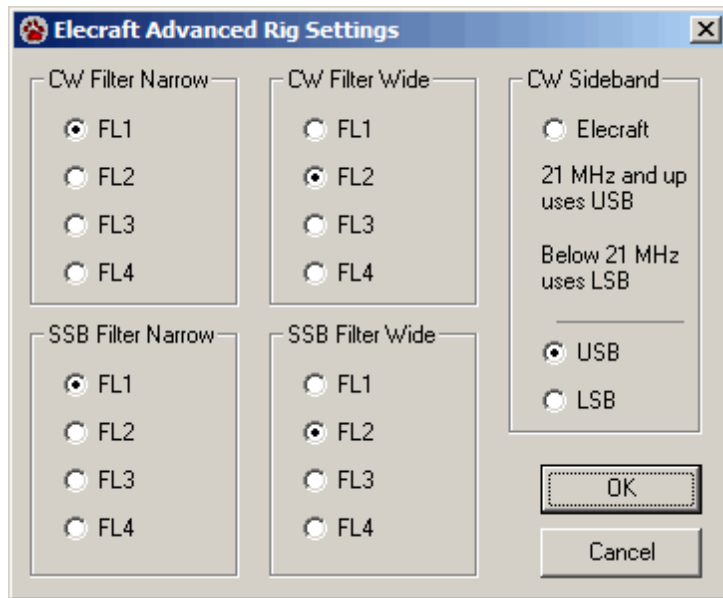 Elecraft Advanced Rig Settings
CW Filter Narrow
FL1
FL2
FL3
FL4
CW Filter Wide
FL1
FL2
FL3
FL4
CW Sideband
Elecraft
21 MHz and up
uses USB
Below 21 MHz
uses LSB
USB
LSB
SSB Filter Narrow
FL1
FL2
FL3
FL4
SSB Filter Wide
FL1
FL2
FL3
FL4
OK
Cancel